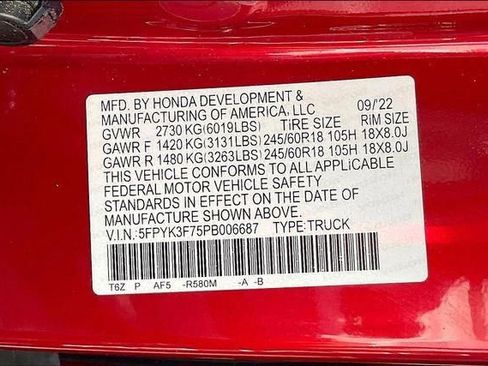 MFD. BY HONDA DEVELOPMENT &
MANUFACTURING OF AMERICA, LLC 09/'22
GVWR 2730 KG(6019LBS) TIRE SIZE RIM SIZE
GAWR F 1420 KG(3131LBS) 245/60R18 105H 18X8.0J
GAWR R 1480 KG(3263LBS) 245/60R18 105H 18X8.0J
THIS VEHICLE CONFORMS TO ALL APPLICABLE
FEDERAL MOTOR VEHICLE SAFETY
STANDARDS IN EFFECT ON THE DATE OF
MANUFACTURE SHOWN ABOVE.
V.I.N.:5FPYK3F75PB006687 TYPE:TRUCK
T6Z P AF5 -R580M -A -B